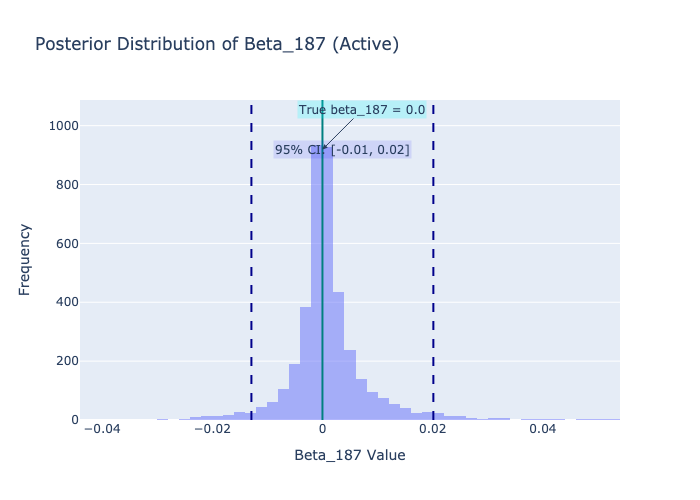 Posterior Distribution of Beta_187 (Active)
True beta_187 = 0.0
95% CI: [-0.01, 0.02]
1000
800
600
400
200
0
Frequency
−0.04
−0.02
0
0.02
0.04
Beta_187 Value